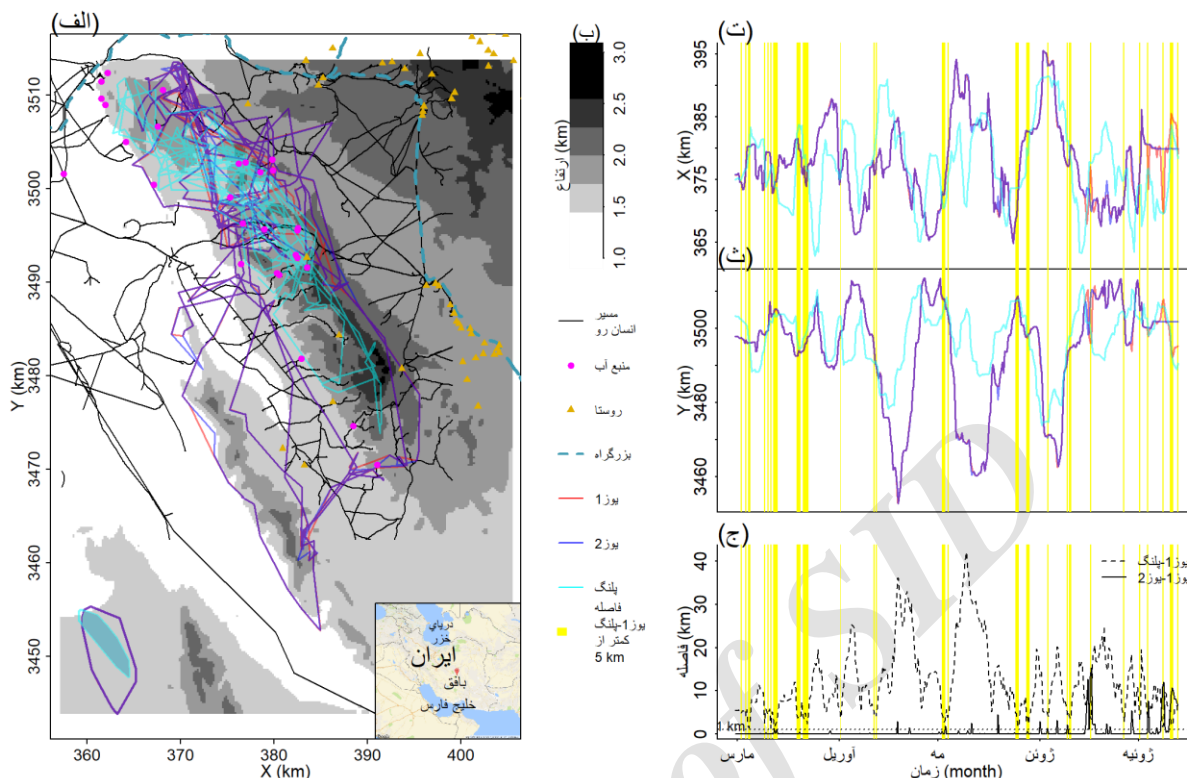 (الف)
3510
3500
3490
3480
3470
3460
3450
Y (km)
360
370
380
390
400
X (km)
دریای
خزر
ایران
بافق
خلیج فارس
(ب)
3.0
2.5
2.0
1.5
1.0
ارتفاع (km)
مسیر
انسان رو
منبع آب
روستا
بزرگراه
یوز1
یوز2
پلنگ
فاصله
یوز1-پلنگ
کمتر از
5 km
(ت)
395
385
375
365
X (km)
(ث)
3500
3480
3460
Y (km)
(ج)
یوز1-پلنگ
یوز1-یوز2
40
30
20
10
0
1 km
فاصله (km)
مارس
آوریل
مه
ژوئن
ژوئیه
زمان (month)
of SID